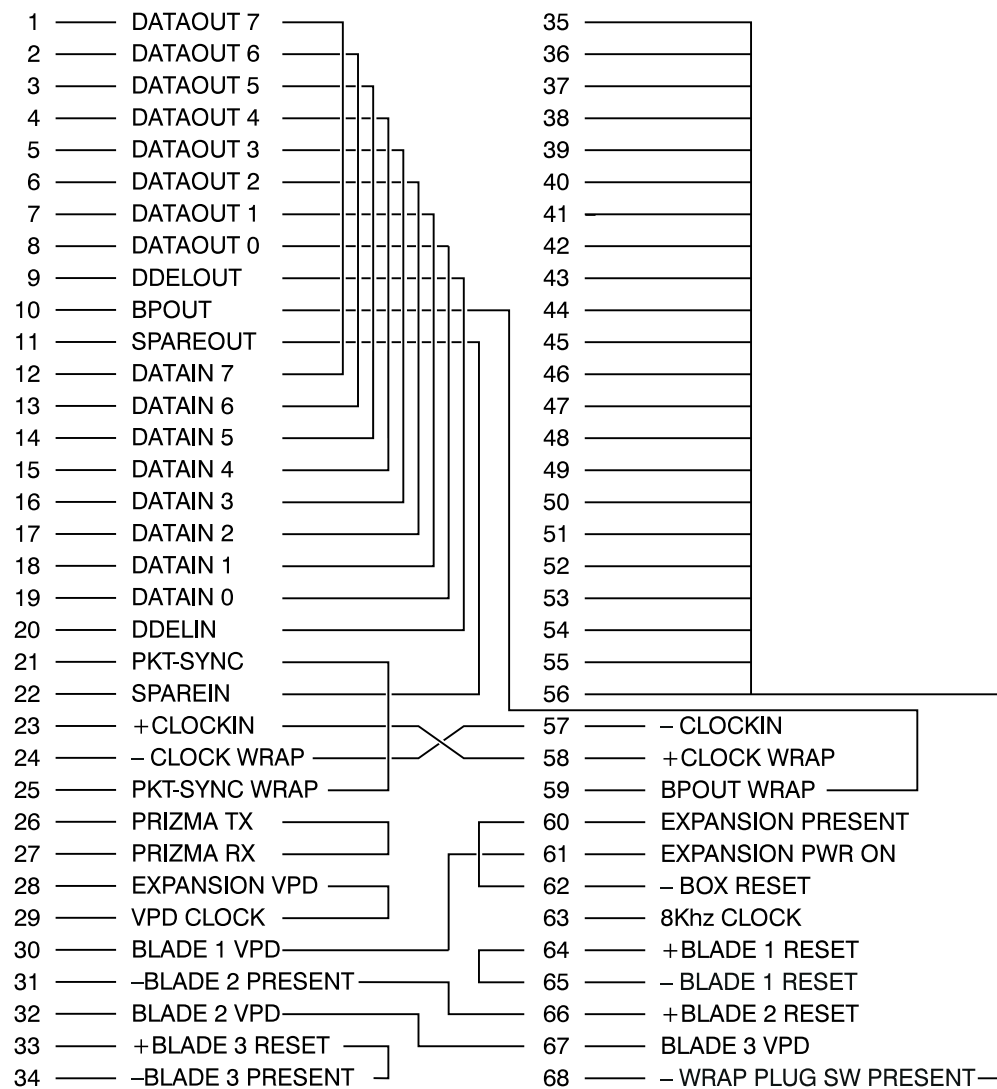 1 DATAOUT 7
2 DATAOUT 6
3 DATAOUT 5
4 DATAOUT 4
5 DATAOUT 3
6 DATAOUT 2
7 DATAOUT 1
8 DATAOUT 0
9 DDELOUT
10 BPOUT
11 SPAREOUT
12 DATAIN 7
13 DATAIN 6
14 DATAIN 5
15 DATAIN 4
16 DATAIN 3
17 DATAIN 2
18 DATAIN 1
19 DATAIN 0
20 DDELIN
21 PKT-SYNC
22 SPAREIN
23 +CLOCKIN
24 – CLOCK WRAP
25 PKT-SYNC WRAP
26 PRIZMA TX
27 PRIZMA RX
28 EXPANSION VPD
29 VPD CLOCK
30 BLADE 1 VPD
31 –BLADE 2 PRESENT
32 BLADE 2 VPD
33 +BLADE 3 RESET
34 –BLADE 3 PRESENT
35
36
37
38
39
40
41
42
43
44
45
46
47
48
49
50
51
52
53
54
55
56
57 – CLOCKIN
58 +CLOCK WRAP
59 BPOUT WRAP
60 EXPANSION PRESENT
61 EXPANSION PWR ON
62 – BOX RESET
63 8Khz CLOCK
64 +BLADE 1 RESET
65 – BLADE 1 RESET
66 +BLADE 2 RESET
67 BLADE 3 VPD
68 – WRAP PLUG SW PRESENT